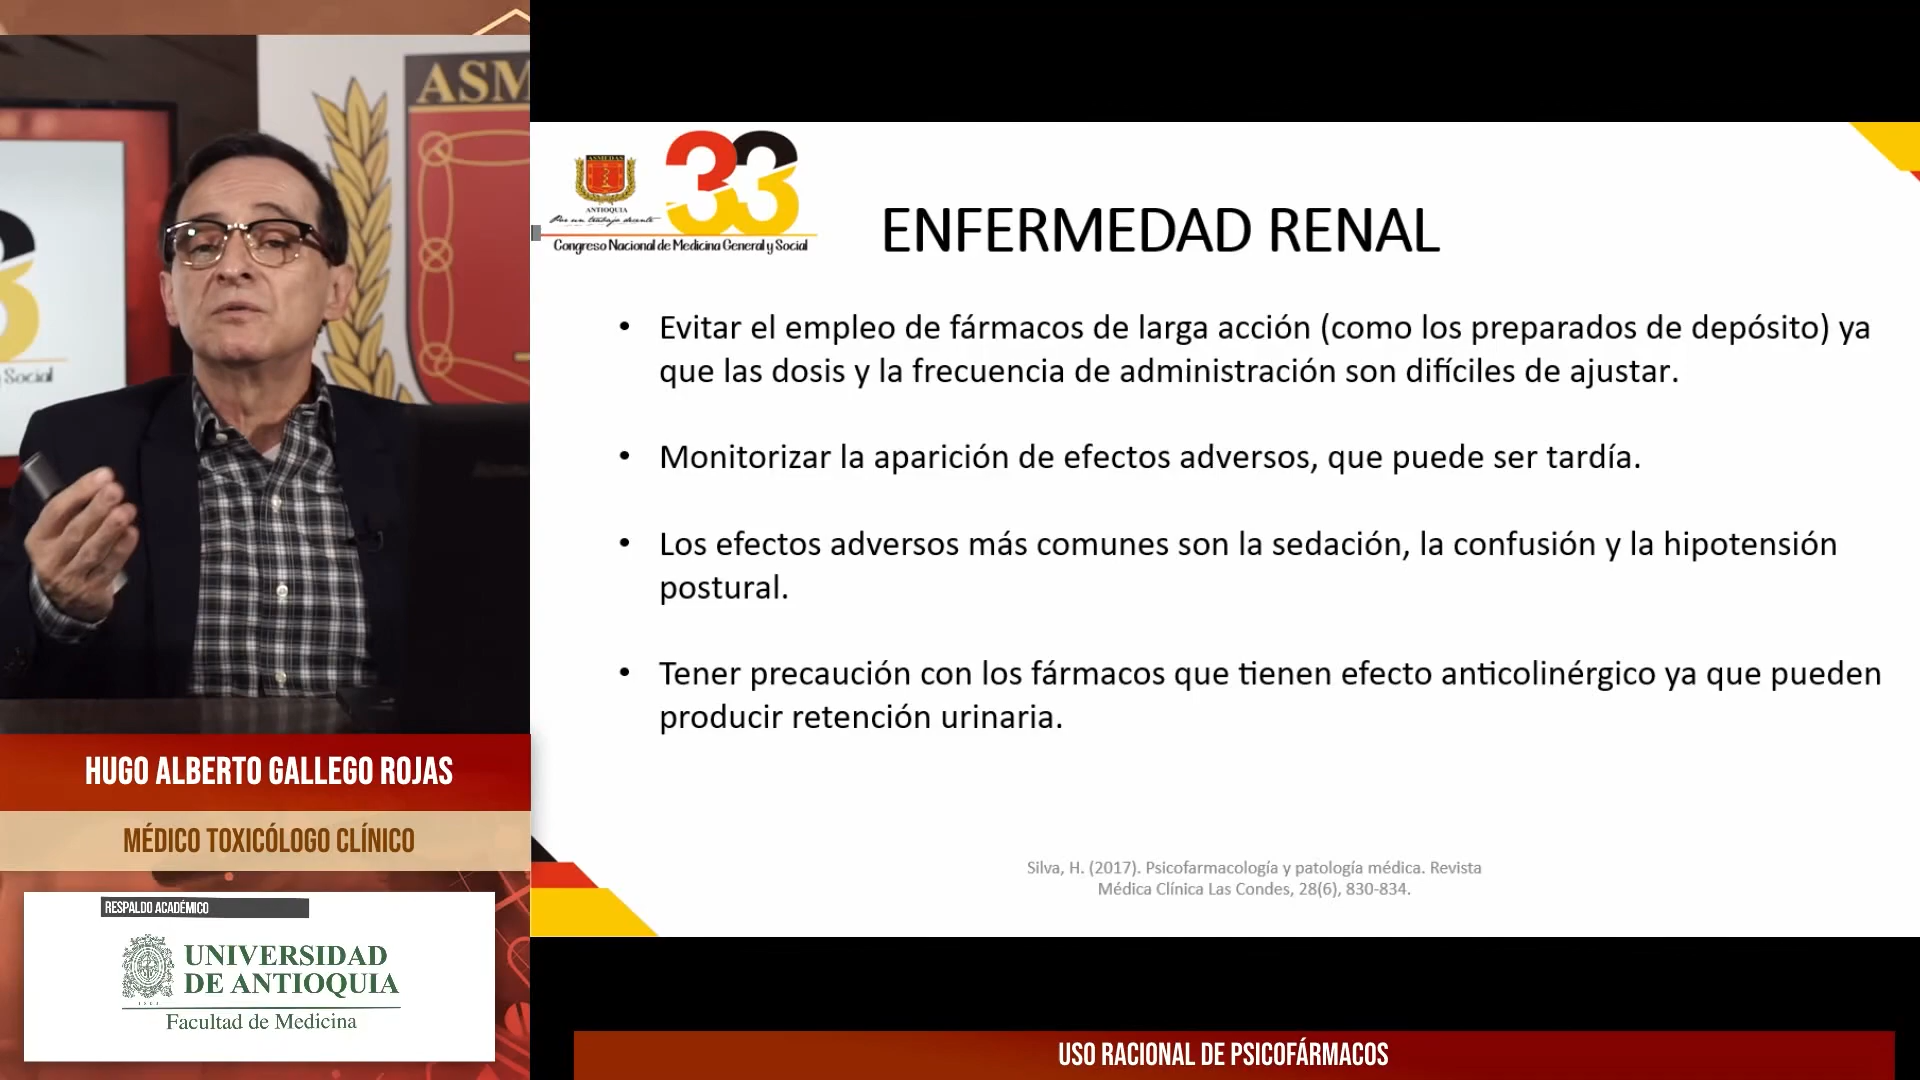 ASM
y Social
HUGO ALBERTO GALLEGO ROJAS
MÉDICO TOXICÓLOGO CLÍNICO
RESPALDO ACADÉMICO
UNIVERSIDAD
DE ANTIOQUIA
Facultad de Medicina
ASMEDAS
ANTIOQUIA
Por un trabajo decente
33
Congreso Nacional de Medicina General y Social
ENFERMEDAD RENAL
• Evitar el empleo de fármacos de larga acción (como los preparados de depósito) ya
que las dosis y la frecuencia de administración son difíciles de ajustar.
• Monitorizar la aparición de efectos adversos, que puede ser tardía.
• Los efectos adversos más comunes son la sedación, la confusión y la hipotensión
postural.
• Tener precaución con los fármacos que tienen efecto anticolinérgico ya que pueden
producir retención urinaria.
Silva, H. (2017). Psicofarmacología y patología médica. Revista
Médica Clínica Las Condes, 28(6), 830-834.
USO RACIONAL DE PSICOFÁRMACOS